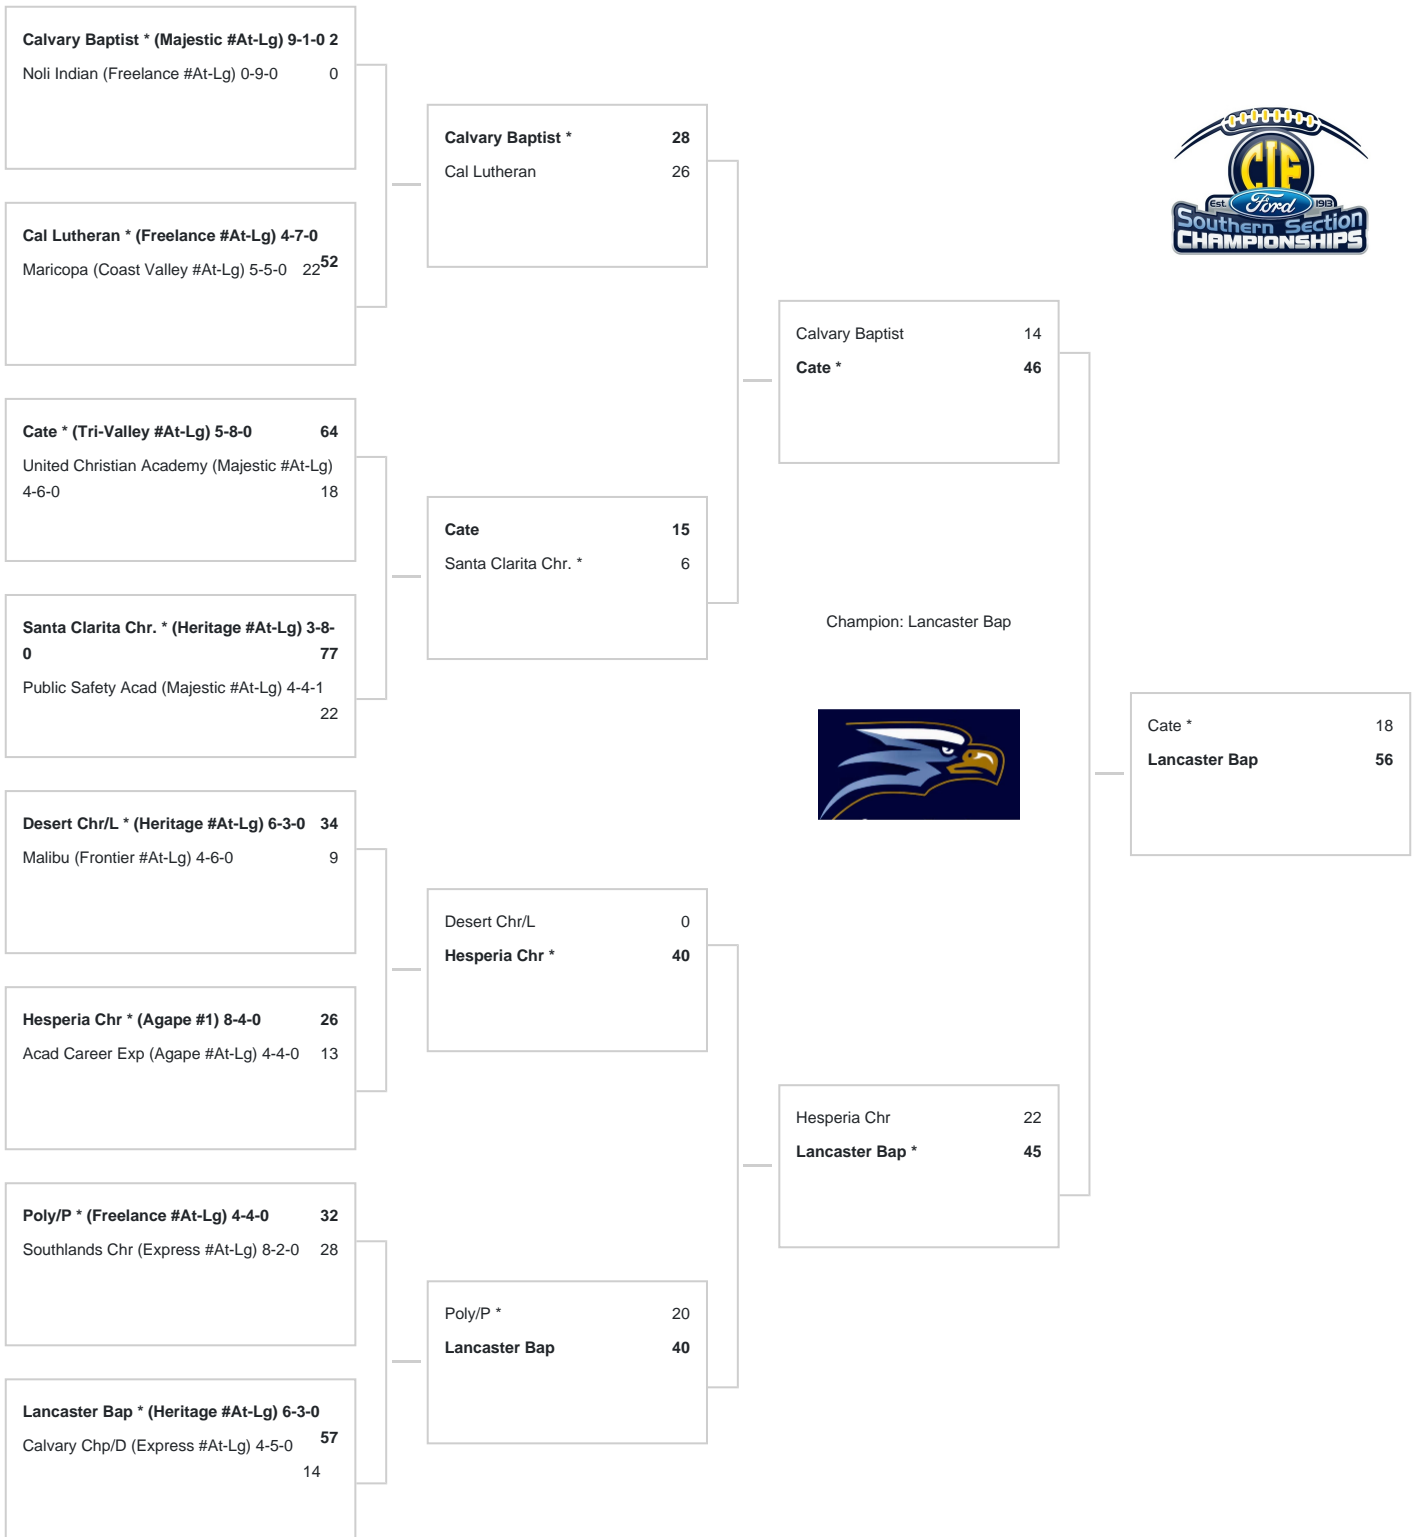 Calvary Baptist * (Majestic #At-Lg) 9-1-0 2
Noli Indian (Freelance #At-Lg) 0-9-0 0
Cal Lutheran * (Freelance #At-Lg) 4-7-0
52
Maricopa (Coast Valley #At-Lg) 5-5-0 22
Cate * (Tri-Valley #At-Lg) 5-8-0 64
United Christian Academy (Majestic #At-Lg)
4-6-0 18
Santa Clarita Chr. * (Heritage #At-Lg) 3-8-
0 77
Public Safety Acad (Majestic #At-Lg) 4-4-1
22
Desert Chr/L * (Heritage #At-Lg) 6-3-0 34
Malibu (Frontier #At-Lg) 4-6-0 9
Hesperia Chr * (Agape #1) 8-4-0 26
Acad Career Exp (Agape #At-Lg) 4-4-0 13
Poly/P * (Freelance #At-Lg) 4-4-0 32
Southlands Chr (Express #At-Lg) 8-2-0 28
Lancaster Bap * (Heritage #At-Lg) 6-3-0
57
Calvary Chp/D (Express #At-Lg) 4-5-0
14
Calvary Baptist * 28
Cal Lutheran 26
Cate 15
Santa Clarita Chr. * 6
Desert Chr/L 0
Hesperia Chr * 40
Poly/P * 20
Lancaster Bap 40
Calvary Baptist 14
Cate * 46
Hesperia Chr 22
Lancaster Bap * 45
Champion: Lancaster Bap
Cate * 18
Lancaster Bap 56
CIF
Est. Ford 1913
Southern Section
CHAMPIONSHIPS